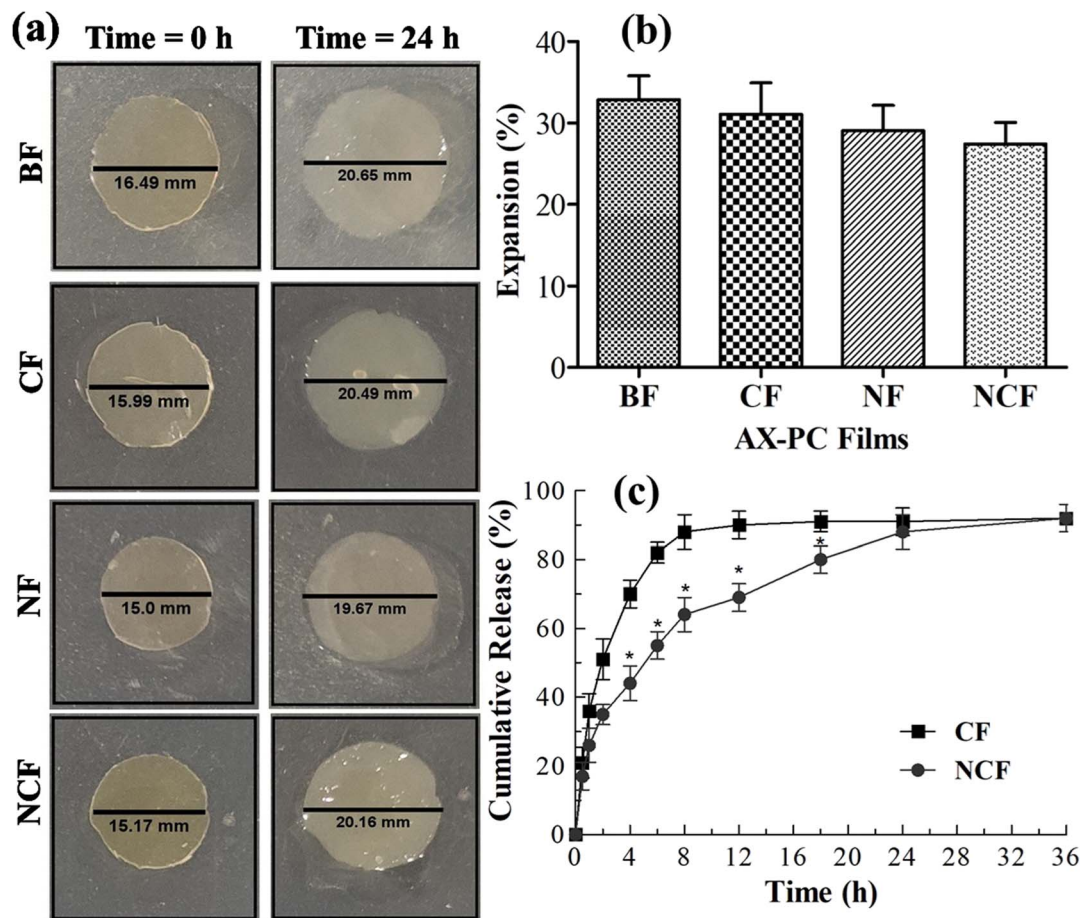 (a) Time = 0 h Time = 24 h
BF
16.49 mm
20.65 mm
CF
15.99 mm
20.49 mm
NF
15.0 mm
19.67 mm
NCF
15.17 mm
20.16 mm
(b)
Expansion (%)
40
30
20
10
0
BF CF NF NCF
AX-PC Films
(c)
Cumulative Release (%)
100
80
60
40
20
0
* * * * *
CF
NCF
0 4 8 12 16 20 24 28 32 36
Time (h)